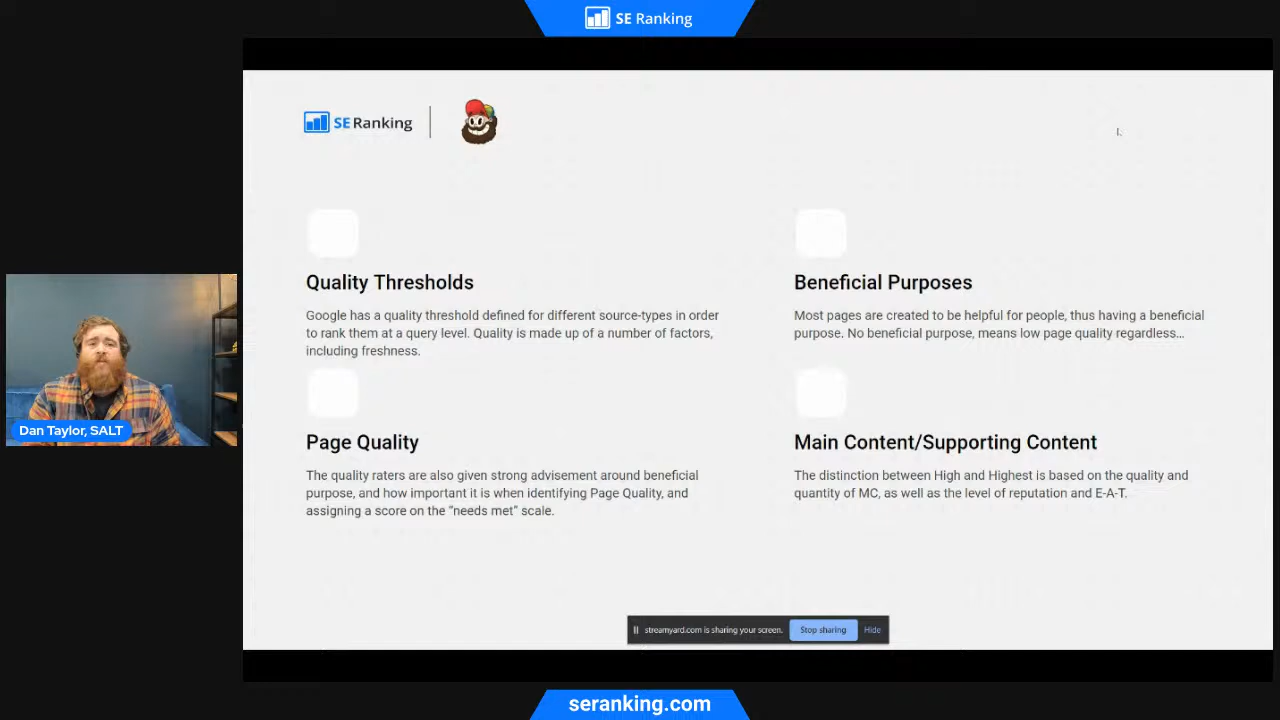 SE Ranking
SE Ranking
Quality Thresholds
Google has a quality threshold defined for different source-types in order
to rank them at a query level. Quality is made up of a number of factors,
including freshness.
Beneficial Purposes
Most pages are created to be helpful for people, thus having a beneficial
purpose. No beneficial purpose, means low page quality regardless...
Page Quality
The quality raters are also given strong advisement around beneficial
purpose, and how important it is when identifying Page Quality, and
assigning a score on the “needs met” scale.
Main Content/Supporting Content
The distinction between High and Highest is based on the quality and
quantity of MC, as well as the level of reputation and E-A-T.
Dan Taylor, SALT
streamyard.com is sharing your screen. Stop sharing Hide
seranking.com